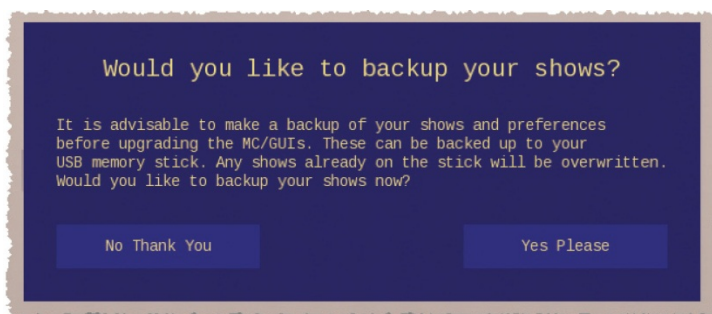 Would you like to backup your shows?
It is advisable to make a backup of your shows and preferences
before upgrading the MC/GUIs. These can be backed up to your
USB memory stick. Any shows already on the stick will be overwritten.
Would you like to backup your shows now?
No Thank You
Yes Please